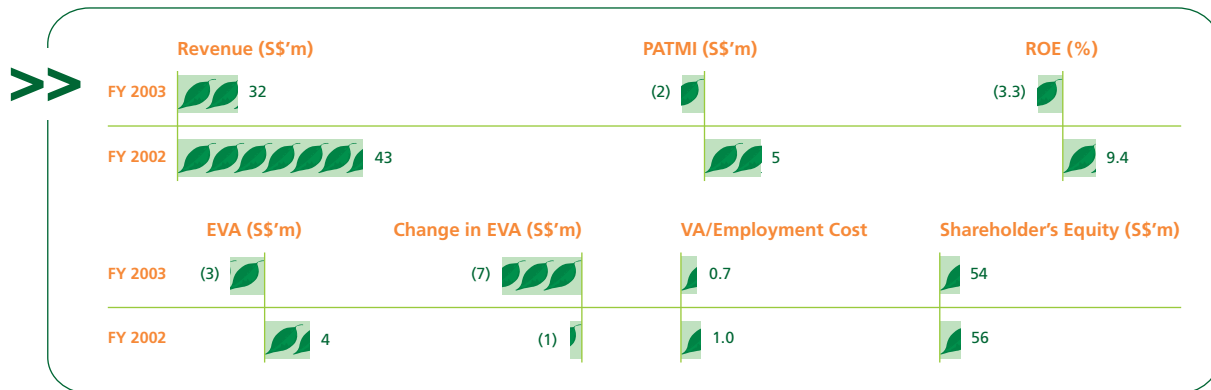 Revenue (S$’m) PATMI (S$’m) ROE (%)
>> FY 2003 32 (2) (3.3)
FY 2002 43 5 9.4
EVA (S$’m) Change in EVA (S$’m) VA/Employment Cost Shareholder’s Equity (S$’m)
FY 2003 (3) (7) 0.7 54
FY 2002 4 (1) 1.0 56